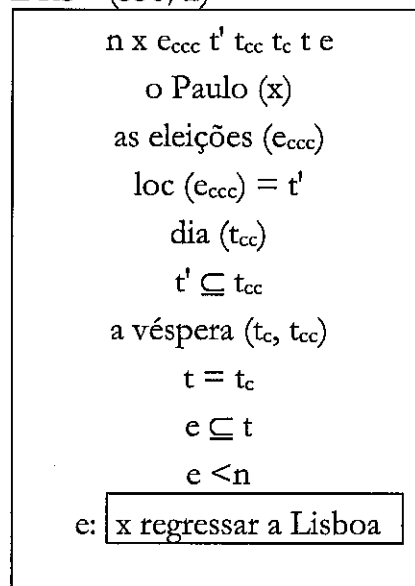 n x eccc t' tcc tc t e
o Paulo (x)
as eleições (eccc)
loc (eccc) = t'
dia (tcc)
t' ⊆ tcc
a véspera (tc, tcc)
t = tc
e ⊆ t
e <n
e: x regressar a Lisboa